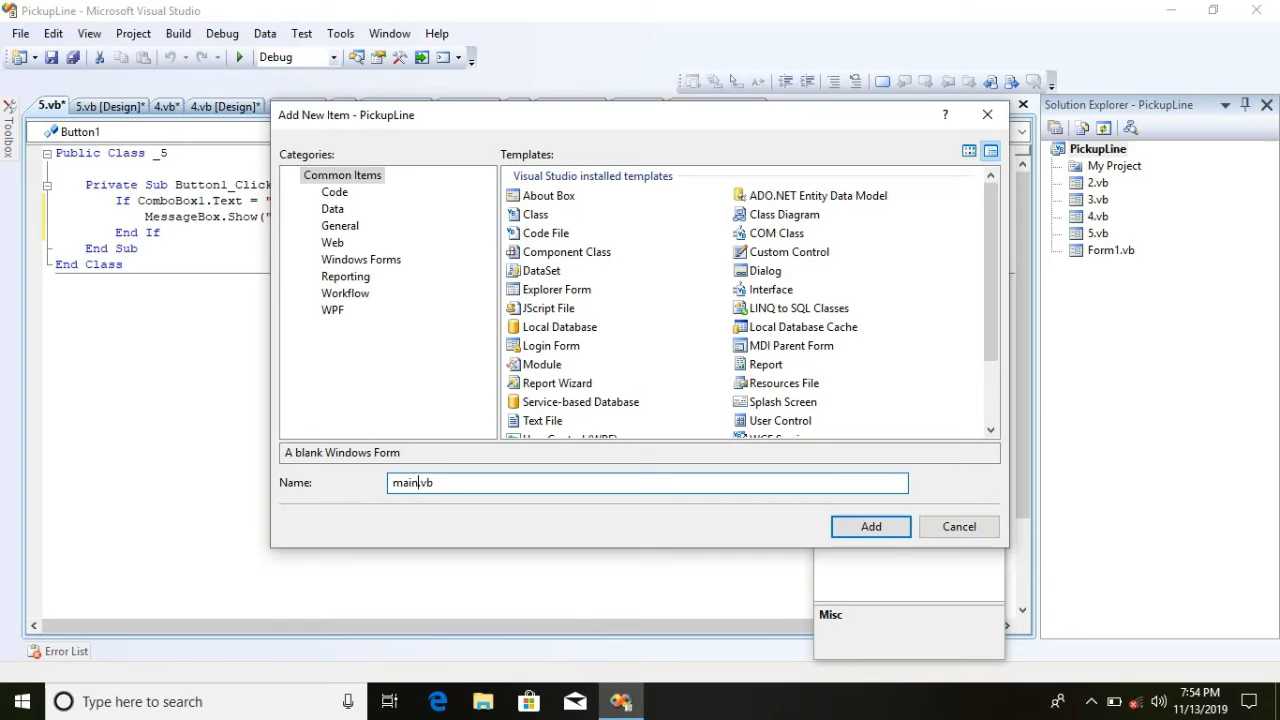 PickupLine - Microsoft Visual Studio
File Edit View Project Build Debug Data Test Tools Window Help
Debug
5.vb* 5.vb [Design]* 4.vb* 4.vb [Design]*
Solution Explorer - PickupLine
Toolbox
Button1
Public Class _5
Private Sub Button1_Click
If ComboBox1.Text = "
MessageBox.Show("
End If
End Sub
End Class
Add New Item - PickupLine
Categories:
Common Items
Code
Data
General
Web
Windows Forms
Reporting
Workflow
WPF
Templates:
Visual Studio installed templates
About Box
Class
Code File
Component Class
DataSet
Explorer Form
JScript File
Local Database
Login Form
Module
Report Wizard
Service-based Database
Text File
ADO.NET Entity Data Model
Class Diagram
COM Class
Custom Control
Dialog
Interface
LINQ to SQL Classes
Local Database Cache
MDI Parent Form
Report
Resources File
Splash Screen
User Control
A blank Windows Form
Name: main.vb
Add Cancel
PickupLine
My Project
2.vb
3.vb
4.vb
5.vb
Form1.vb
Misc
Error List
Type here to search
7:54 PM
11/13/2019